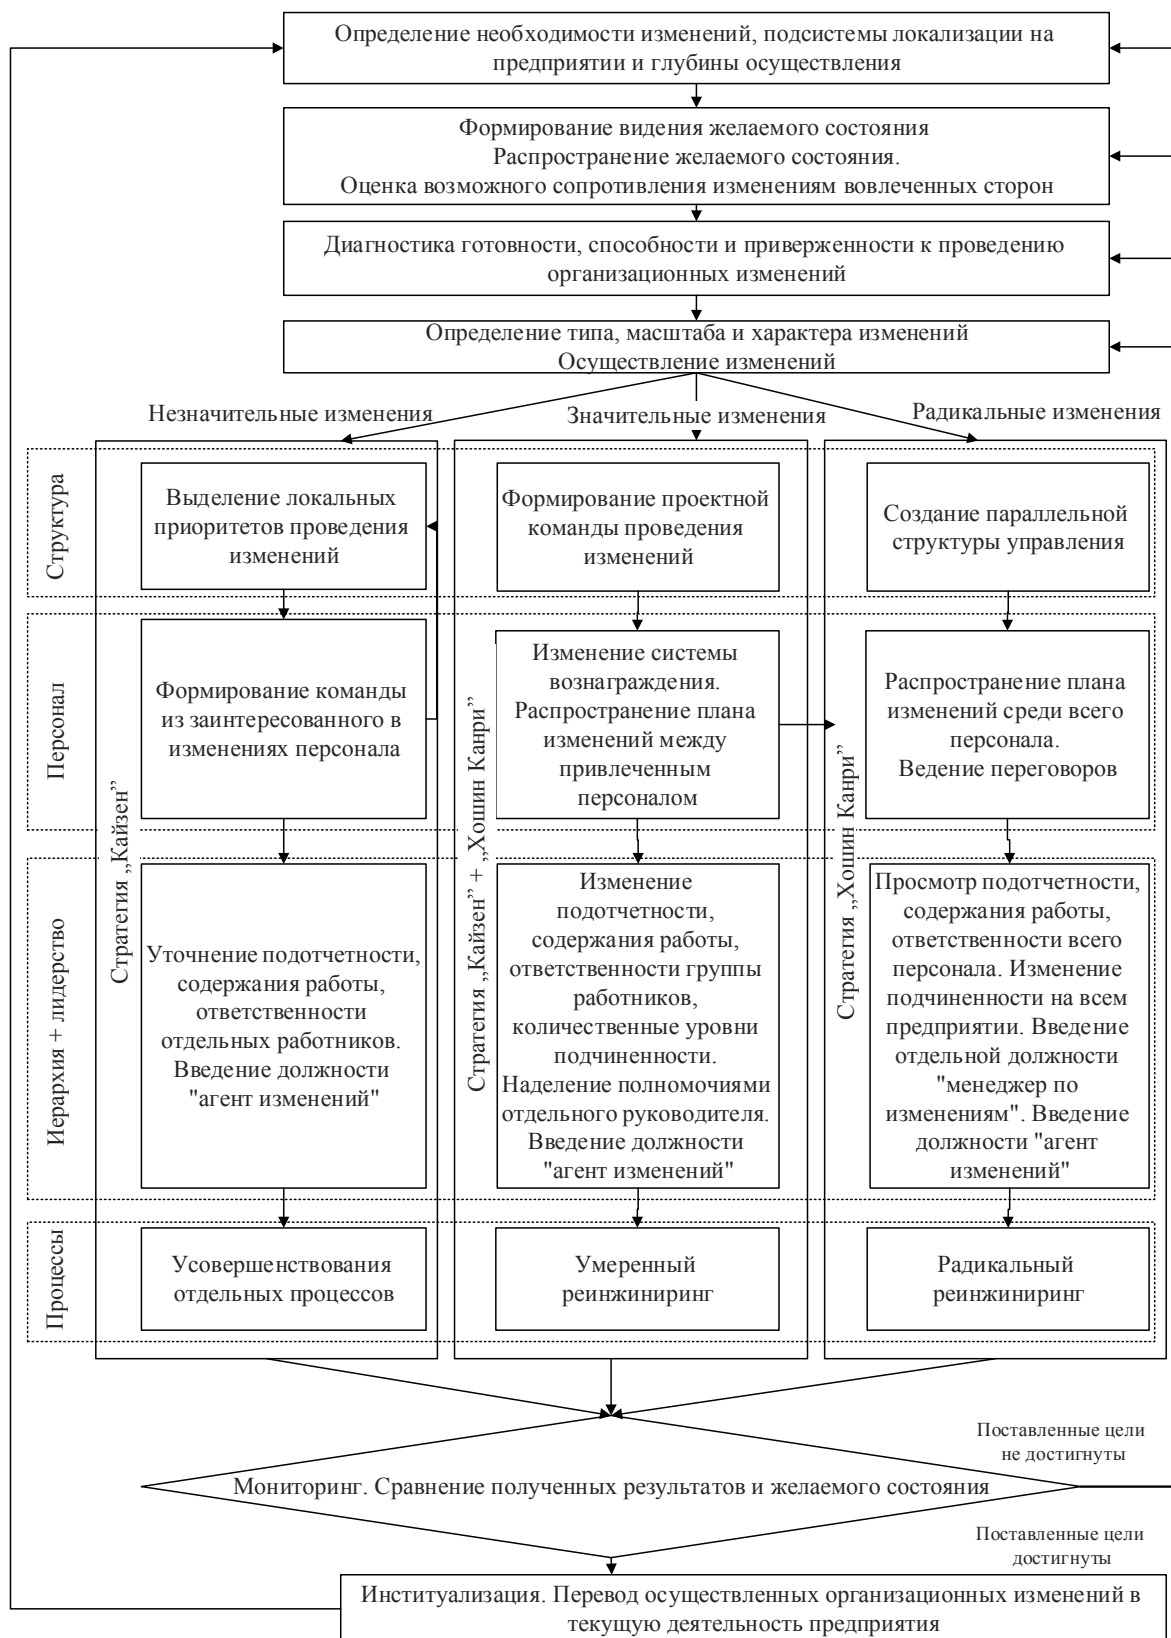 Определение необходимости изменений, подсистемы локализации на
предприятии и глубины осуществления
Формирование видения желаемого состояния
Распространение желаемого состояния.
Оценка возможного сопротивления изменениям вовлеченных сторон
Диагностика готовности, способности и приверженности к проведению
организационных изменений
Определение типа, масштаба и характера изменений
Осуществление изменений
Незначительные изменения
Значительные изменения
Радикальные изменения
Структура
Выделение локальных
приоритетов проведения
изменений
Формирование проектной
команды проведения
изменений
Создание параллельной
структуры управления
Персонал
Формирование команды
из заинтересованного в
изменениях персонала
Изменение системы
вознаграждения.
Распространение плана
изменений между
привлеченным
персоналом
Распространение плана
изменений среди всего
персонала.
Ведение переговоров
Стратегия „Кайзен”
Стратегия „Кайзен” + „Хошин Канри”
Стратегия „Хошин Канри”
Иерархия + лидерство
Уточнение подотчетности,
содержания работы,
ответственности
отдельных работников.
Введение должности
"агент изменений"
Изменение
подотчетности,
содержания работы,
ответственности группы
работников,
количественные уровни
подчиненности.
Наделение полномочиями
отдельного руководителя.
Введение должности
"агент изменений"
Просмотр подотчетности,
содержания работы,
ответственности всего
персонала. Изменение
подчиненности на всем
предприятии. Введение
отдельной должности
"менеджер по
изменениям". Введение
должности "агент
изменений"
Процессы
Усовершенствования
отдельных процессов
Умеренный
реинжиниринг
Радикальный
реинжиниринг
Поставленные цели
не достигнуты
Мониторинг. Сравнение полученных результатов и желаемого состояния
Поставленные цели
достигнуты
Институализация. Перевод осуществленных организационных изменений в
текущую деятельность предприятия